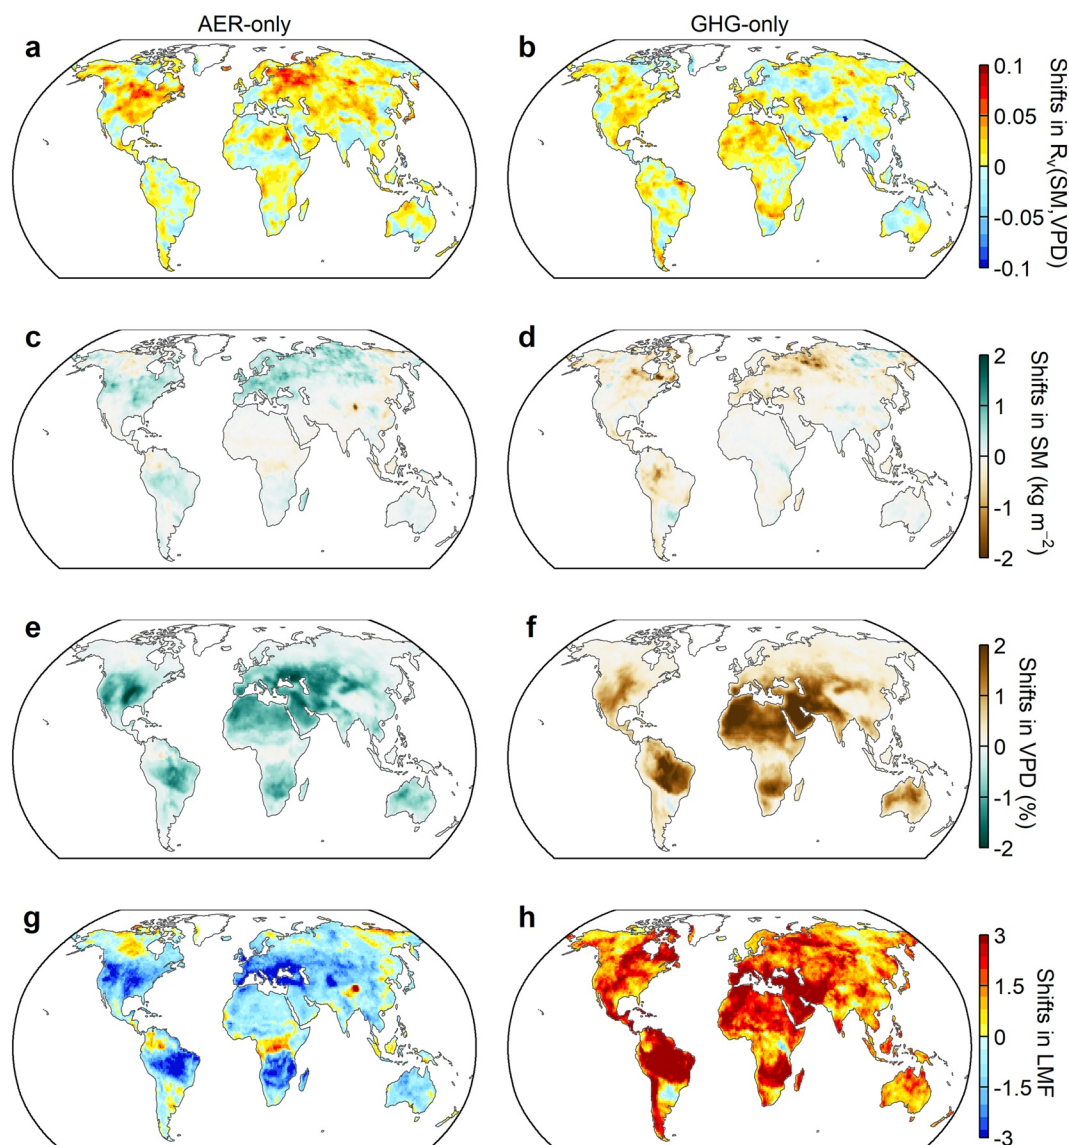 AER-only
GHG-only
a
b
0.1
0.05
0
-0.05
-0.1
Shifts in Rv(SM,VPD)
c
d
2
1
0
-1
-2
Shifts in SM (kg m⁻²)
e
f
2
1
0
-1
-2
Shifts in VPD (%)
g
h
3
1.5
0
-1.5
-3
Shifts in LMF